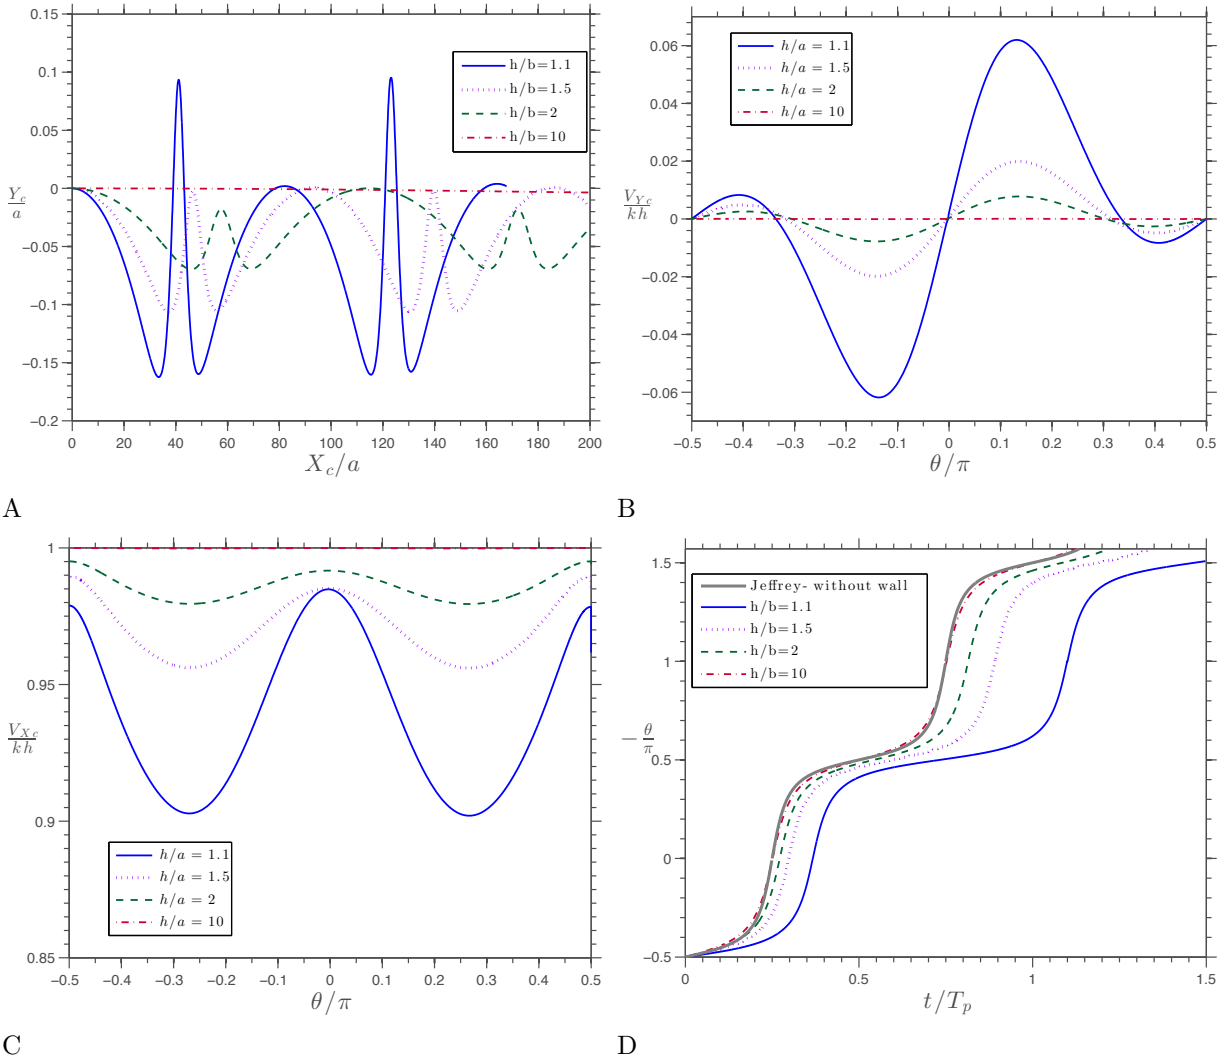 0.15
0.1
0.05
0
−0.05
−0.1
−0.15
−0.2
Y_c/a
h/b=1.1
h/b=1.5
h/b=2
h/b=10
0 20 40 60 80 100 120 140 160 180 200
X_c/a
A
0.06
0.04
0.02
0
−0.02
−0.04
−0.06
V_{Yc}/kh
h/a = 1.1
h/a = 1.5
h/a = 2
h/a = 10
−0.5 −0.4 −0.3 −0.2 −0.1 0 0.1 0.2 0.3 0.4 0.5
θ/π
B
1
0.95
0.9
0.85
V_{Xc}/kh
h/a = 1.1
h/a = 1.5
h/a = 2
h/a = 10
−0.5 −0.4 −0.3 −0.2 −0.1 0 0.1 0.2 0.3 0.4 0.5
θ/π
C
1.5
1
0.5
0
−0.5
−θ/π
Jeffrey- without wall
h/b=1.1
h/b=1.5
h/b=2
h/b=10
0 0.5 1 1.5
t/T_p
D